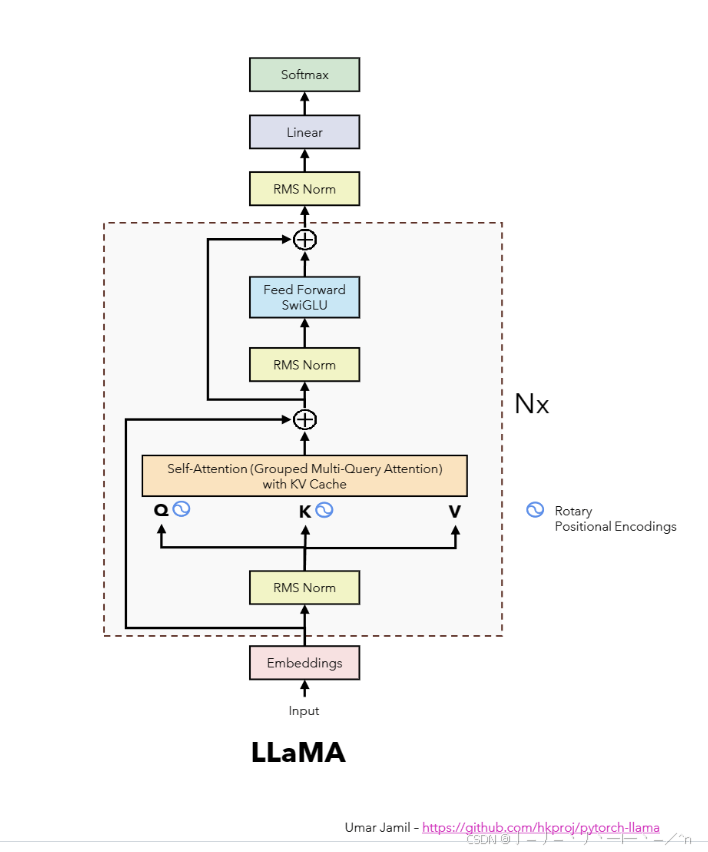 Softmax
Linear
RMS Norm
Feed Forward
SwiGLU
RMS Norm
Nx
Self-Attention (Grouped Multi-Query Attention)
with KV Cache
Q K V
Rotary
Positional Encodings
RMS Norm
Embeddings
Input
LLaMA
Umar Jamil – https://github.com/hkproj/pytorch-llama
CSDN